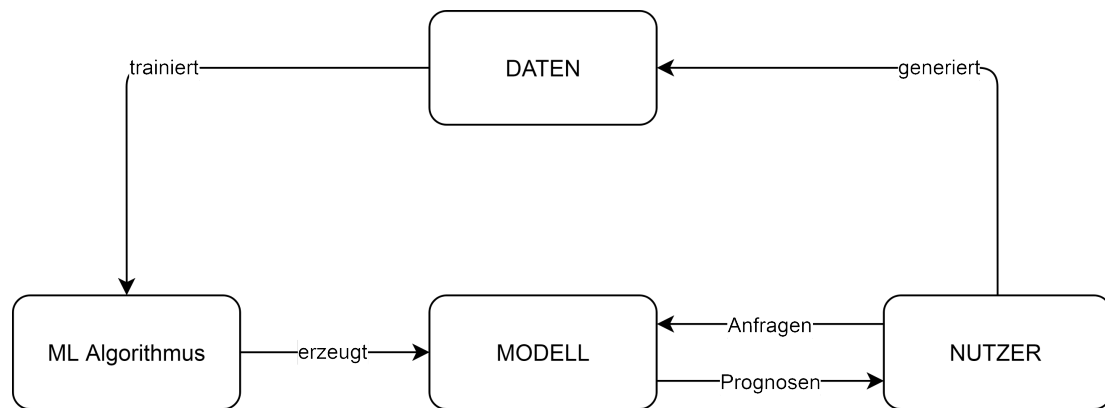 trainiert
DATEN
generiert
ML Algorithmus
erzeugt
MODELL
Anfragen
Prognosen
NUTZER